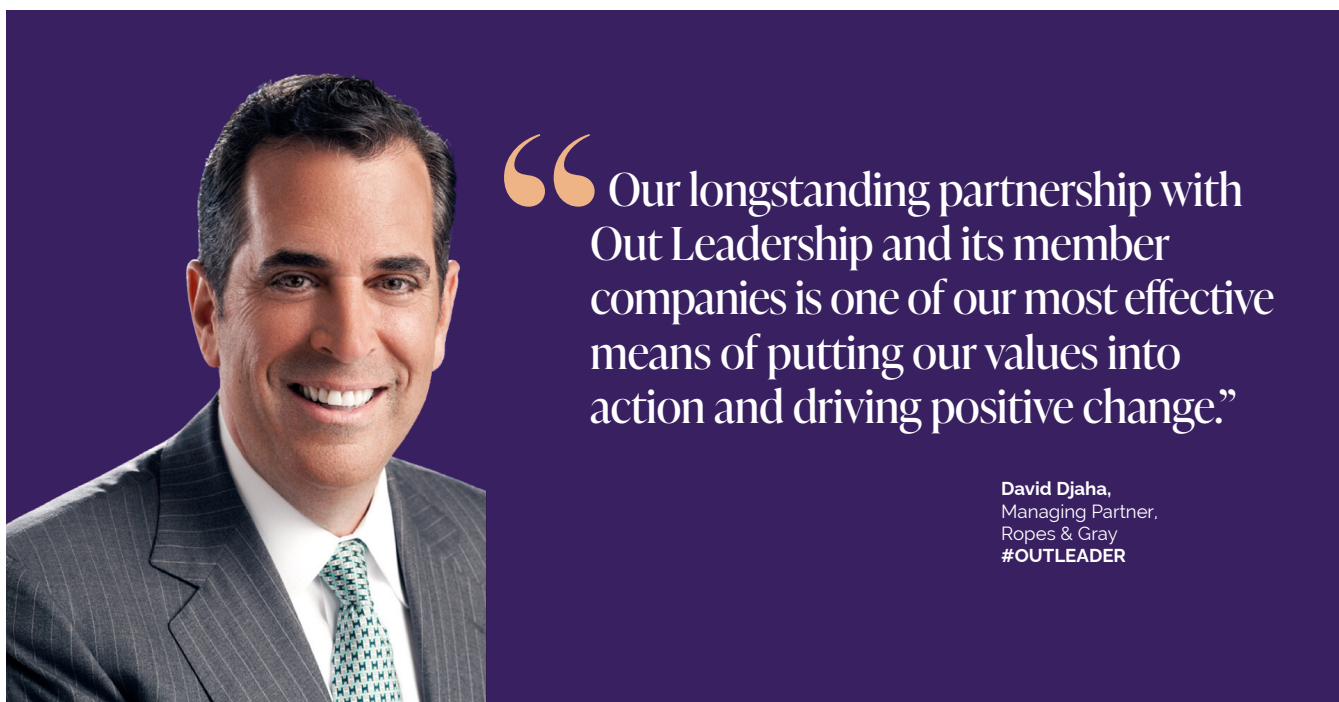 “ Our longstanding partnership with
Out Leadership and its member
companies is one of our most effective
means of putting our values into
action and driving positive change.”
David Djaha,
Managing Partner,
Ropes & Gray
#OUTLEADER